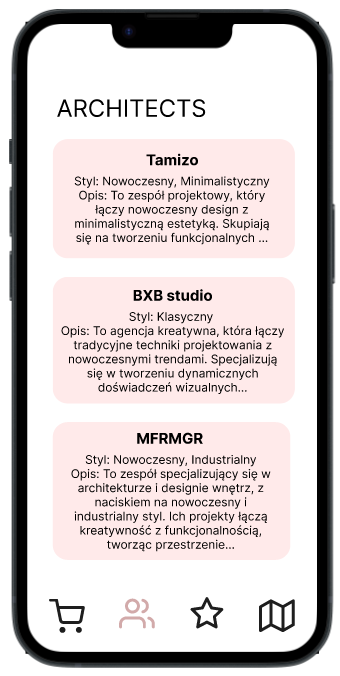 ARCHITECTS
Tamizo
Styl: Nowoczesny, Minimalistyczny
Opis: To zespół projektowy, który
łączy nowoczesny design z
minimalistyczną estetyką. Skupiają
się na tworzeniu funkcjonalnych ...
BXB studio
Styl: Klasyczny
Opis: To agencja kreatywna, która łączy
tradycyjne techniki projektowania z
nowoczesnymi trendami. Specjalizują
się w tworzeniu dynamicznych
doświadczeń wizualnych...
MFRMGR
Styl: Nowoczesny, Industrialny
Opis: To zespół specjalizujący się w
architekturze i designie wnętrz, z
naciskiem na nowoczesny i
industrialny styl. Ich projekty łączą
kreatywność z funkcjonalnością,
tworząc przestrzenie...